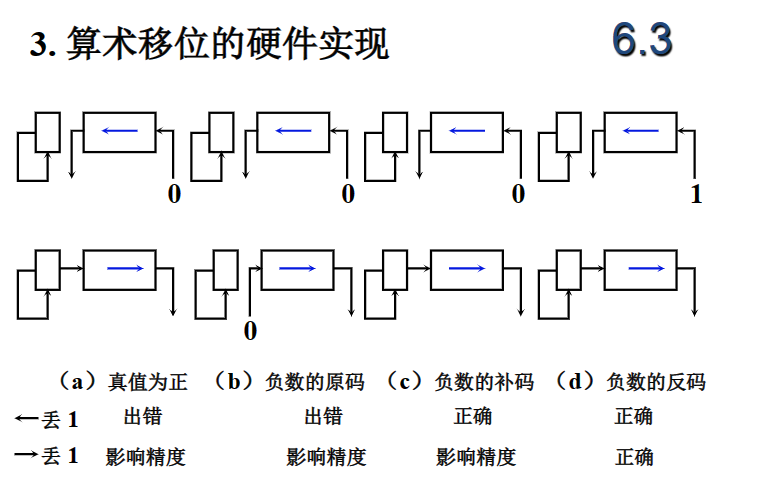 3. 算术移位的硬件实现 6.3
0 0 0 1
0
（a）真值为正 （b）负数的原码 （c）负数的补码 （d）负数的反码
丢 1 出错 出错 正确 正确
丢 1 影响精度 影响精度 影响精度 正确